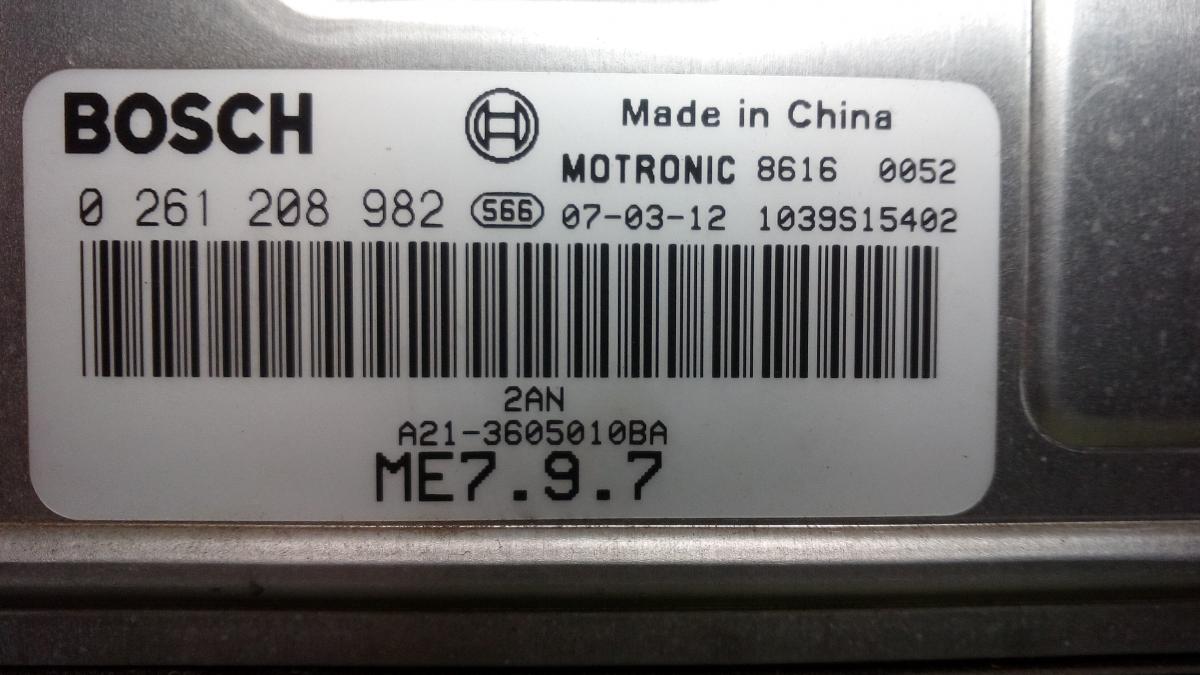 BOSCH
Made in China
MOTRONIC 8616 0052
0 261 208 982 S66 07-03-12 1039S15402
2AN
A21-3605010BA
ME7.9.7